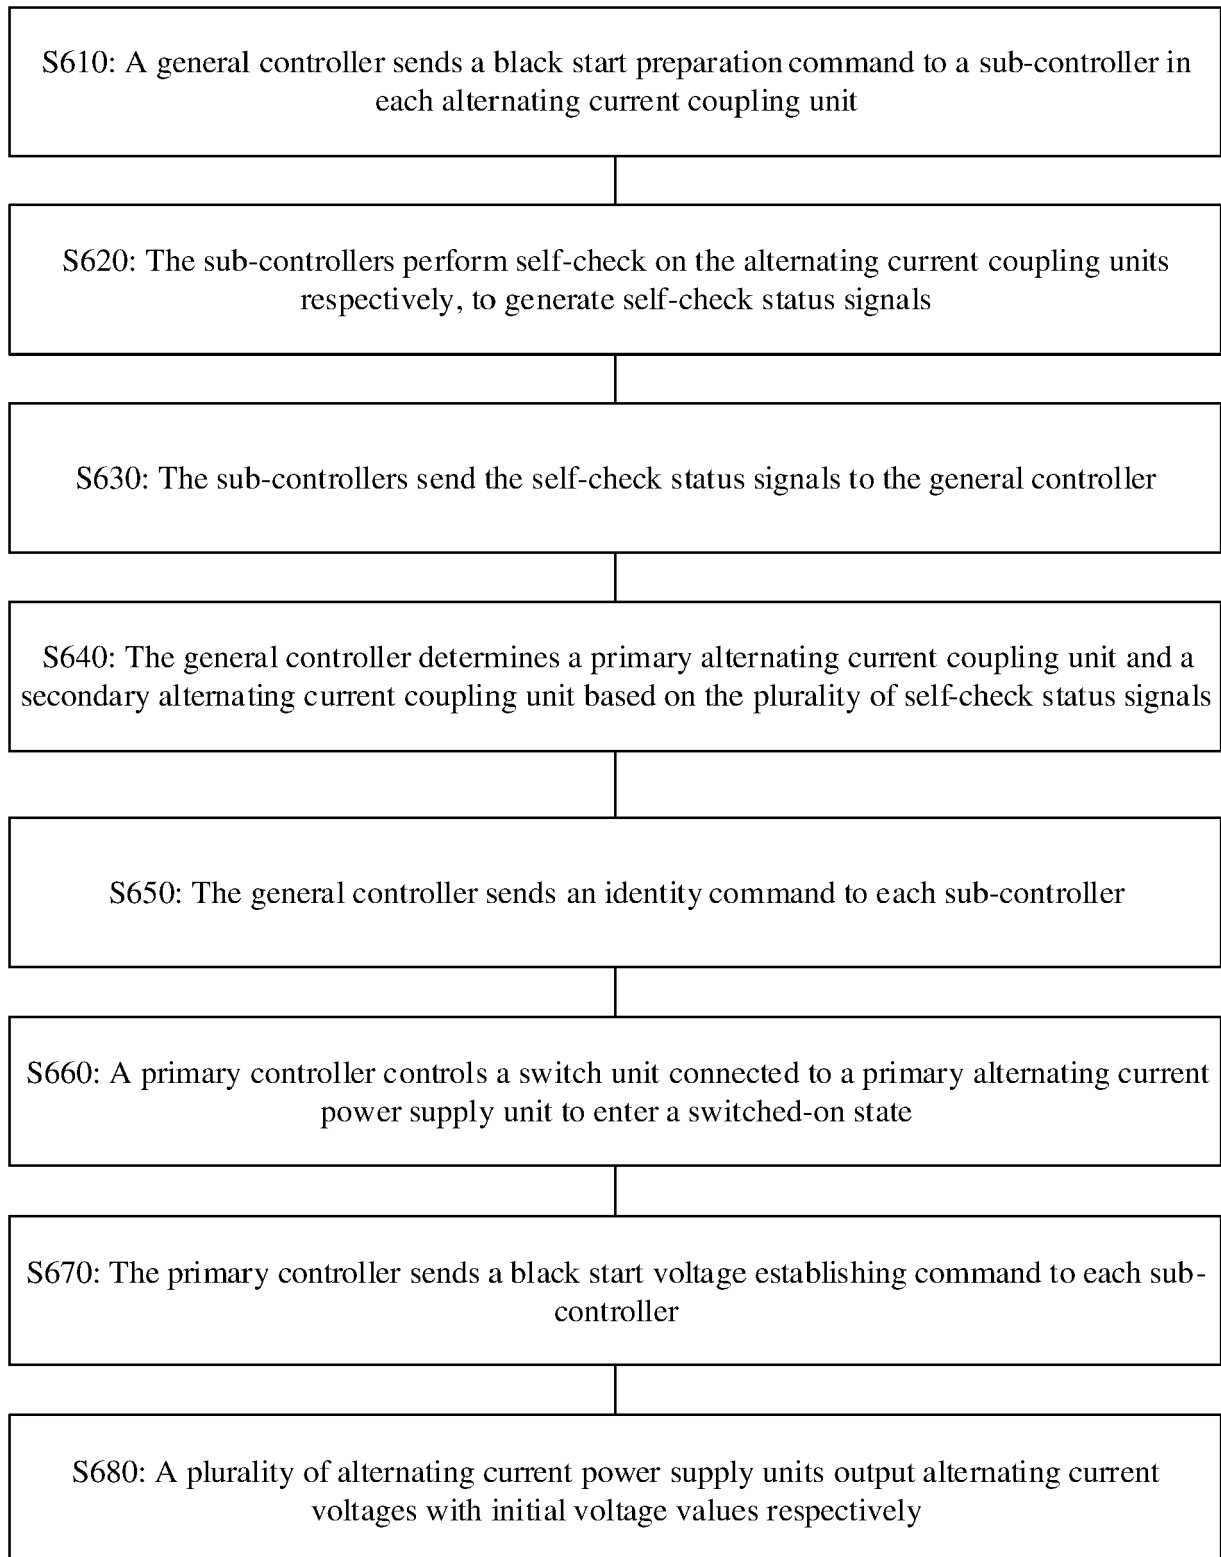 S610: A general controller sends a black start preparation command to a sub-controller in
each alternating current coupling unit
S620: The sub-controllers perform self-check on the alternating current coupling units
respectively, to generate self-check status signals
S630: The sub-controllers send the self-check status signals to the general controller
S640: The general controller determines a primary alternating current coupling unit and a
secondary alternating current coupling unit based on the plurality of self-check status signals
S650: The general controller sends an identity command to each sub-controller
S660: A primary controller controls a switch unit connected to a primary alternating current
power supply unit to enter a switched-on state
S670: The primary controller sends a black start voltage establishing command to each sub-
controller
S680: A plurality of alternating current power supply units output alternating current
voltages with initial voltage values respectively